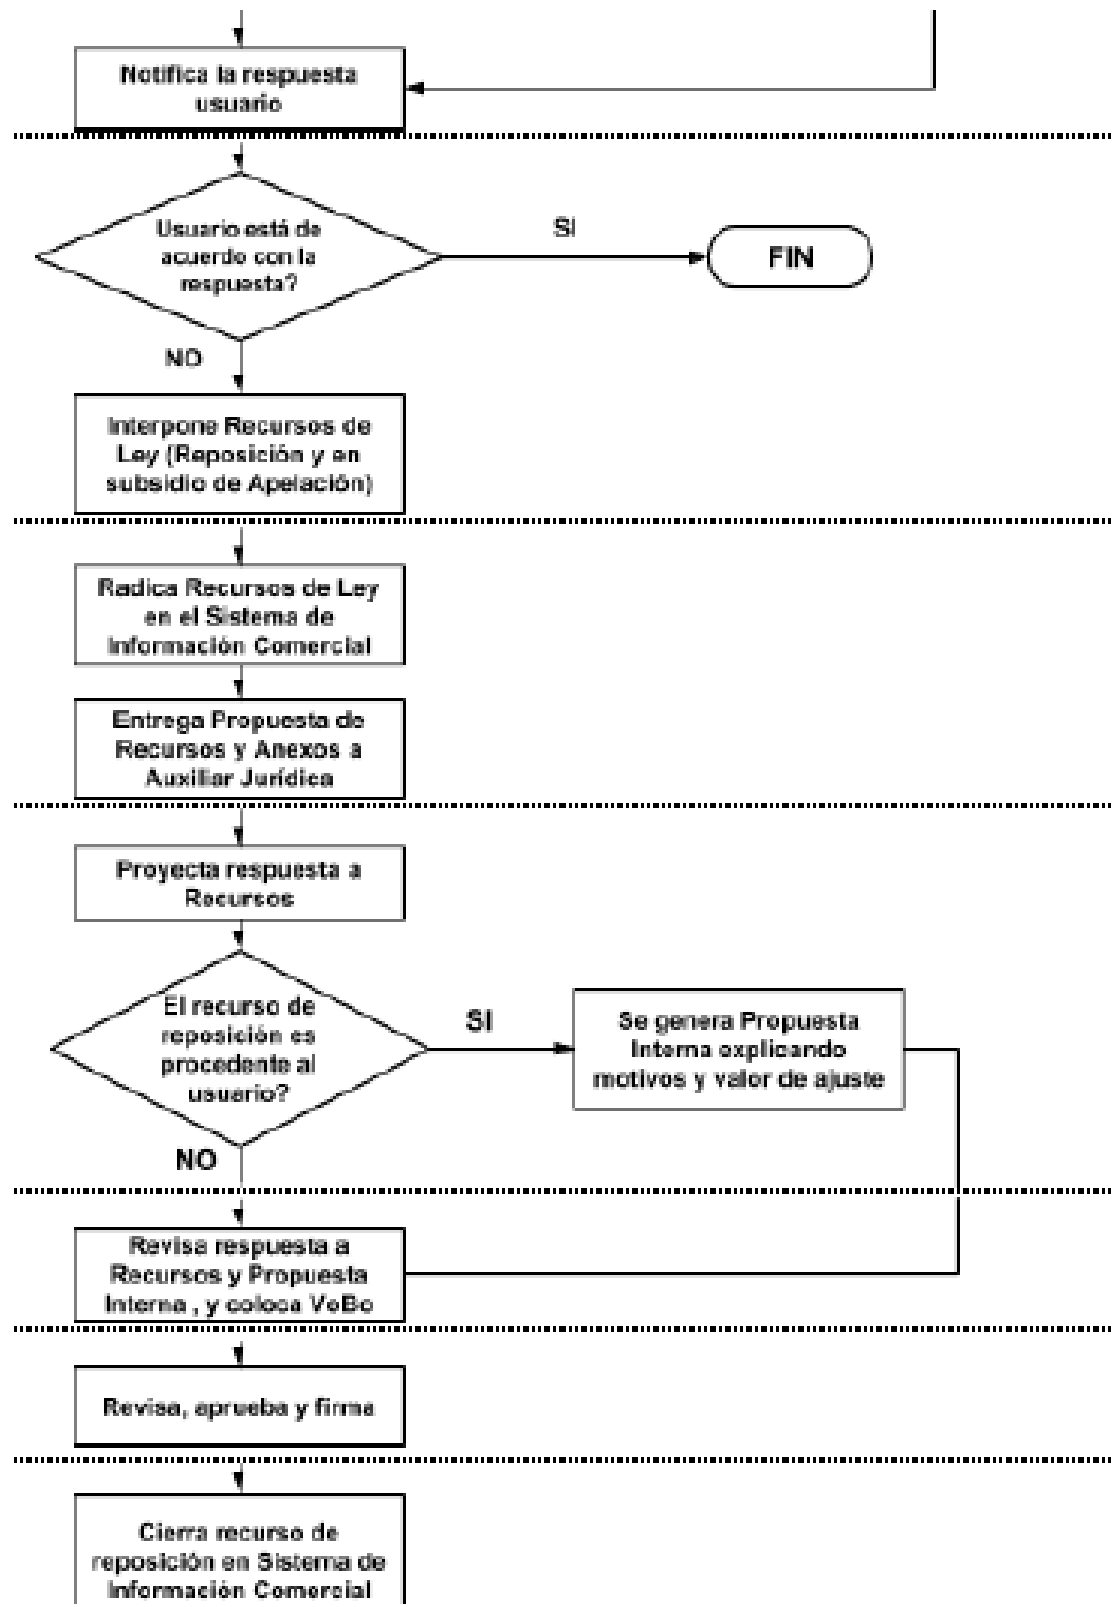 Notifica la respuesta
usuario
Usuario está de
acuerdo con la
respuesta?
SI
FIN
NO
Interpone Recursos de
Ley (Reposición y en
subsidio de Apelación)
Radica Recursos de Ley
en el Sistema de
Información Comercial
Entrega Propuesta de
Recursos y Anexos a
Auxiliar Jurídica
Proyecta respuesta a
Recursos
El recurso de
reposición es
procedente al
usuario?
SI
Se genera Propuesta
Interna explicando
motivos y valor de ajuste
NO
Revisa respuesta a
Recursos y Propuesta
Interna , y coloca VoBo
Revisa, aprueba y firma
Cierra recurso de
reposición en Sistema de
Información Comercial